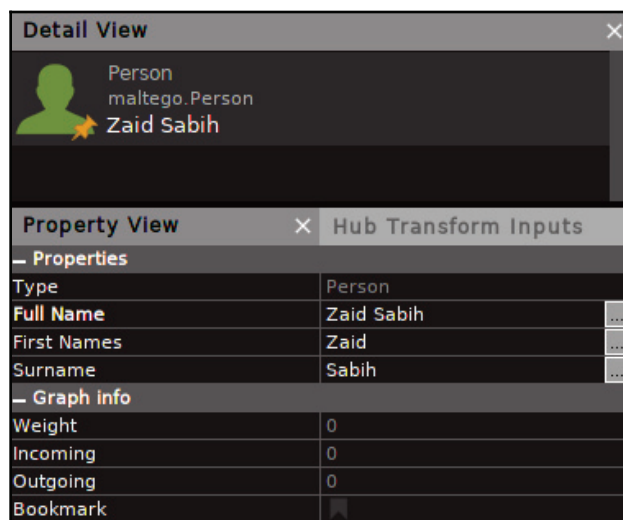 Detail View
Person
maltego.Person
Zaid Sabih
Property View
Hub Transform Inputs
Properties
Type Person
Full Name Zaid Sabih ...
First Names Zaid ...
Surname Sabih ...
Graph info
Weight 0
Incoming 0
Outgoing 0
Bookmark